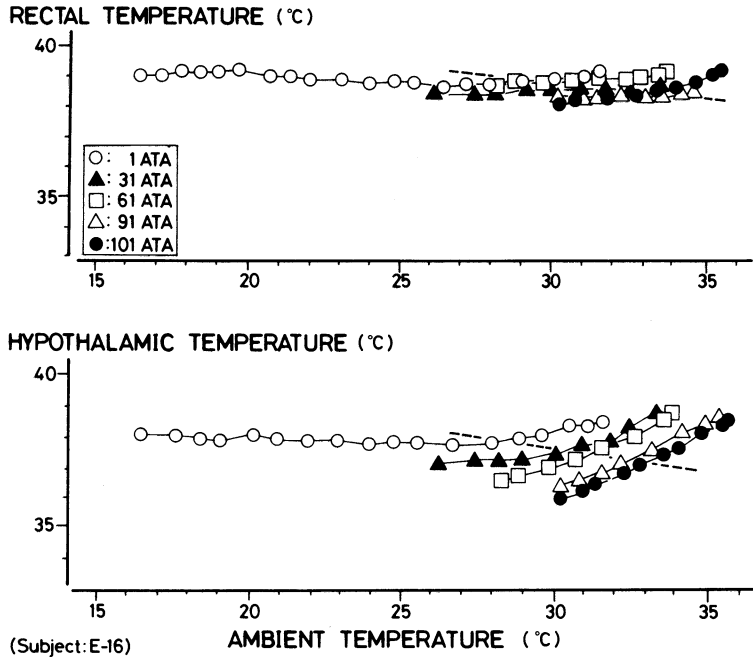 RECTAL TEMPERATURE (°C)
40
35
○: 1 ATA
▲: 31 ATA
□: 61 ATA
△: 91 ATA
●:101 ATA
15 20 25 30 35
HYPOTHALAMIC TEMPERATURE (°C)
40
35
15 20 25 30 35
(Subject: E-16) AMBIENT TEMPERATURE (°C)